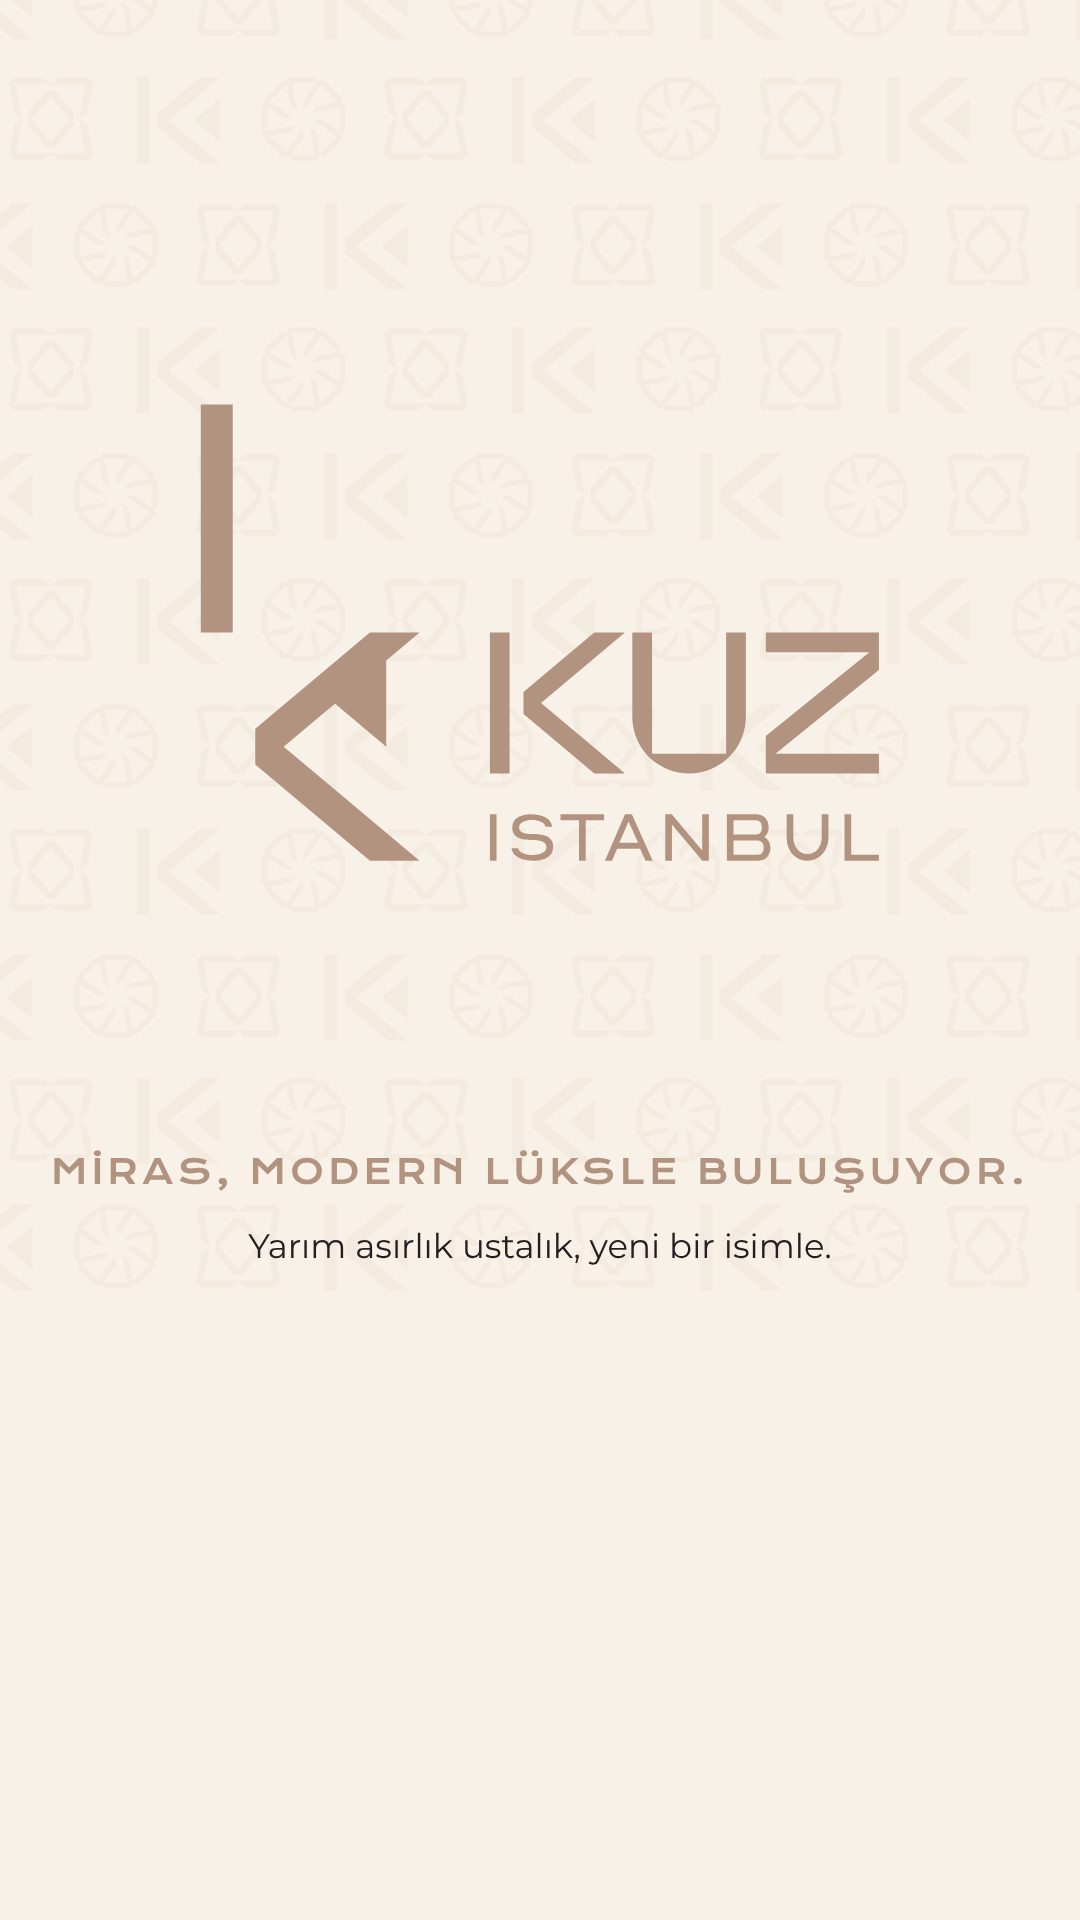 KUZ
ISTANBUL
MİRAS, MODERN LÜKSLE BULUŞUYOR.
Yarım asırlık ustalık, yeni bir isimle.